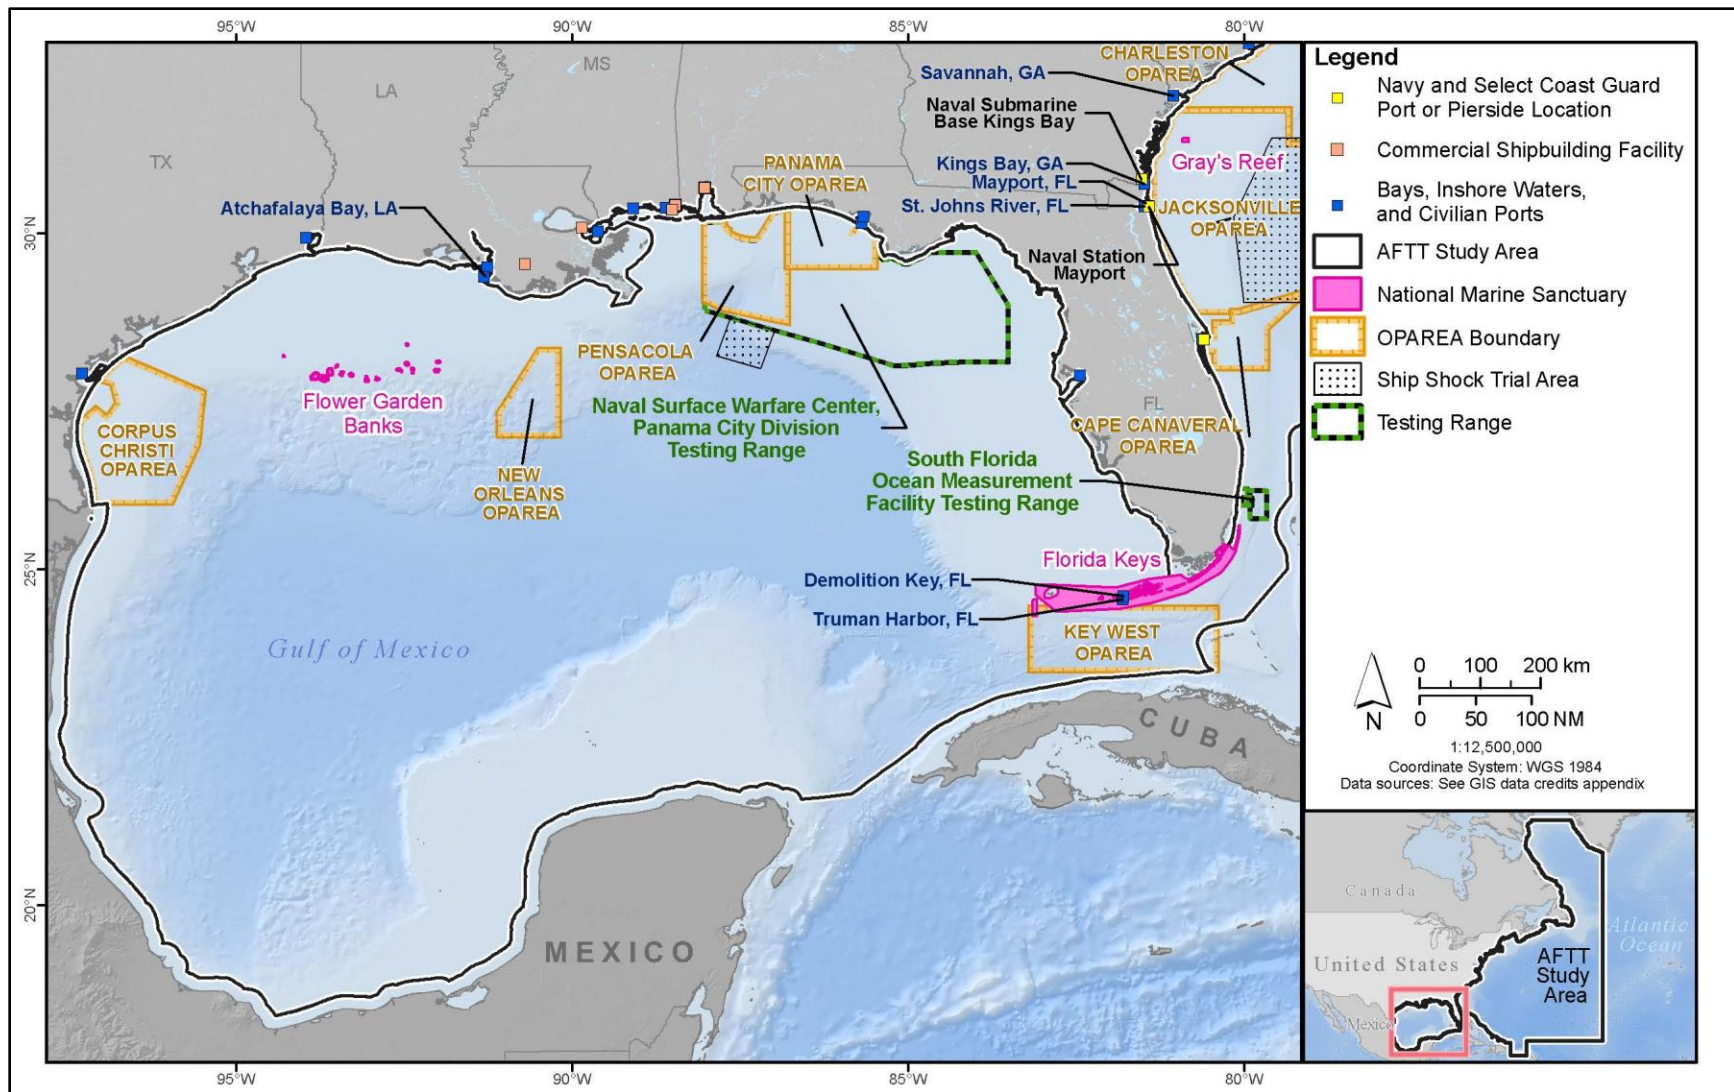 95°W
90°W
85°W
80°W
30°N
25°N
20°N
95°W
90°W
85°W
80°W
TX
LA
MS
FL
CHARLESTON
OPAREA
Savannah, GA
Naval Submarine
Base Kings Bay
Kings Bay, GA
Mayport, FL
St. Johns River, FL
Gray's Reef
JACKSONVILLE
OPAREA
Naval Station
Mayport
PANAMA
CITY OPAREA
Atchafalaya Bay, LA
PENSACOLA
OPAREA
Flower Garden
Banks
CORPUS
CHRISTI
OPAREA
NEW
ORLEANS
OPAREA
Naval Surface Warfare Center,
Panama City Division
Testing Range
CAPE CANAVERAL
OPAREA
South Florida
Ocean Measurement
Facility Testing Range
Florida Keys
Demolition Key, FL
Truman Harbor, FL
KEY WEST
OPAREA
Gulf of Mexico
CUBA
MEXICO
Legend
Navy and Select Coast Guard
Port or Pierside Location
Commercial Shipbuilding Facility
Bays, Inshore Waters,
and Civilian Ports
AFTT Study Area
National Marine Sanctuary
OPAREA Boundary
Ship Shock Trial Area
Testing Range
N
0 100 200 km
0 50 100 NM
1:12,500,000
Coordinate System: WGS 1984
Data sources: See GIS data credits appendix
Canada
United States
Mexico
Atlantic
Ocean
AFTT
Study
Area